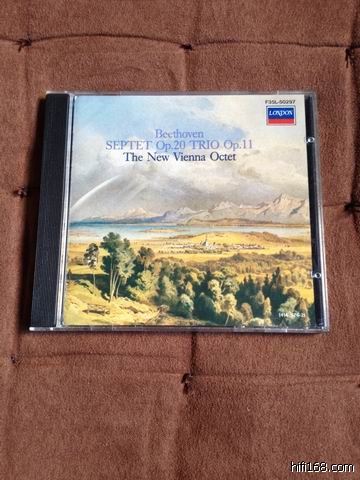 F35L-50297
LONDON
Beethoven
SEPTET Op.20 TRIO Op.11
The New Vienna Octet
hifi168.com